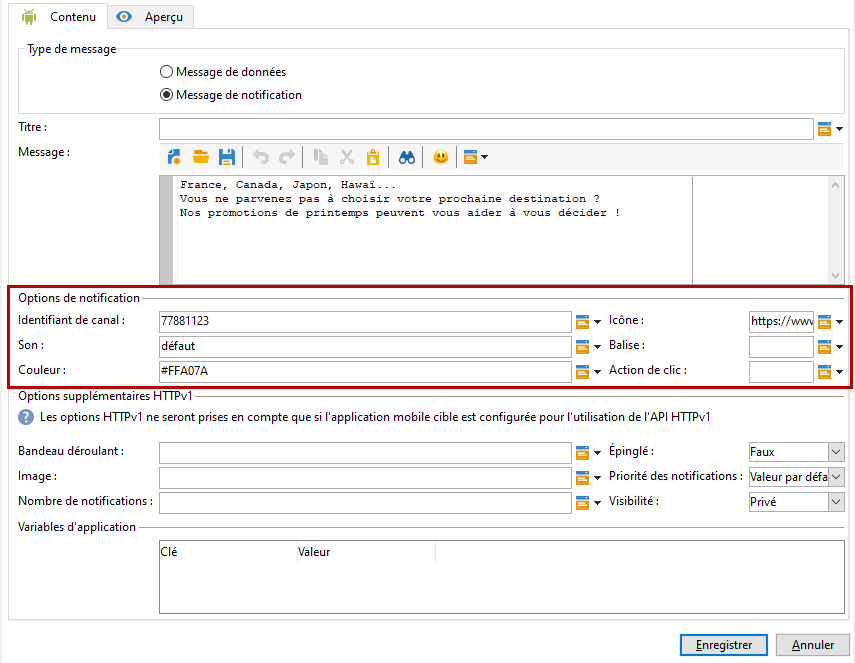 Contenu Aperçu
Type de message
Message de données
Message de notification
Titre :
Message :
France, Canada, Japon, Hawaï...
Vous ne parvenez pas à choisir votre prochaine destination ?
Nos promotions de printemps peuvent vous aider à vous décider !
Options de notification
Identifiant de canal : 77881123 Icône : https://www
Son : défaut Balise :
Couleur : #FFA07A Action de clic :
Options supplémentaires HTTPv1
? Les options HTTPv1 ne seront prises en compte que si l'application mobile cible est configurée pour l'utilisation de l'API HTTPv1
Bandeau déroulant : Épinglé : Faux
Image : Priorité des notifications : Valeur par défa
Nombre de notifications : Visibilité : Privé
Variables d'application
Clé Valeur
Enregistrer Annuler